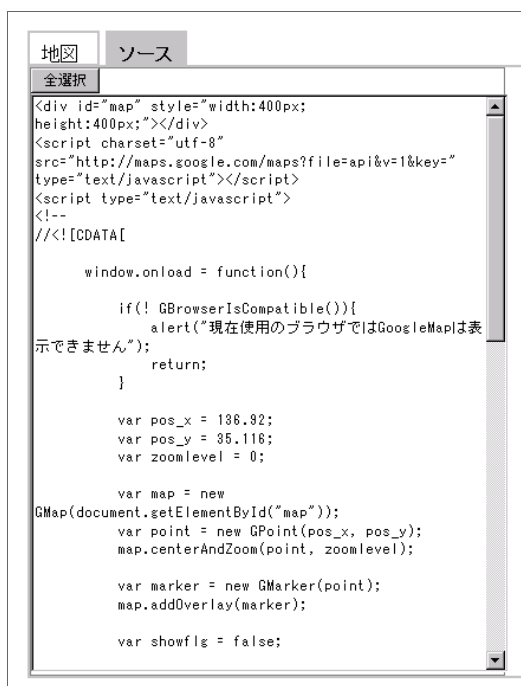 地図 ソース
全選択
<div id="map" style="width:400px;
height:400px;"></div>
<script charset="utf-8"
src="http://maps.google.com/maps?file=api&v=1&key="
type="text/javascript"></script>
<script type="text/javascript">
<!--
//<![CDATA[
window.onload = function(){
if(! GBrowserIsCompatible()){
alert("現在使用のブラウザではGoogleMapは表
示できません");
return;
}
var pos_x = 136.92;
var pos_y = 35.116;
var zoomlevel = 0;
var map = new
GMap(document.getElementById("map"));
var point = new GPoint(pos_x, pos_y);
map.centerAndZoom(point, zoomlevel);
var marker = new GMarker(point);
map.addOverlay(marker);
var showflg = false;